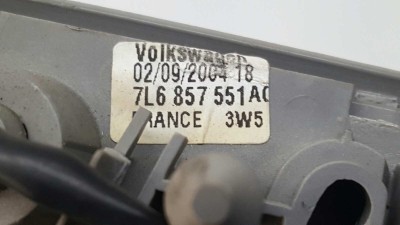 Volkswagen
02/09/2004 18
7L6 857 551AC
FRANCE 3W5